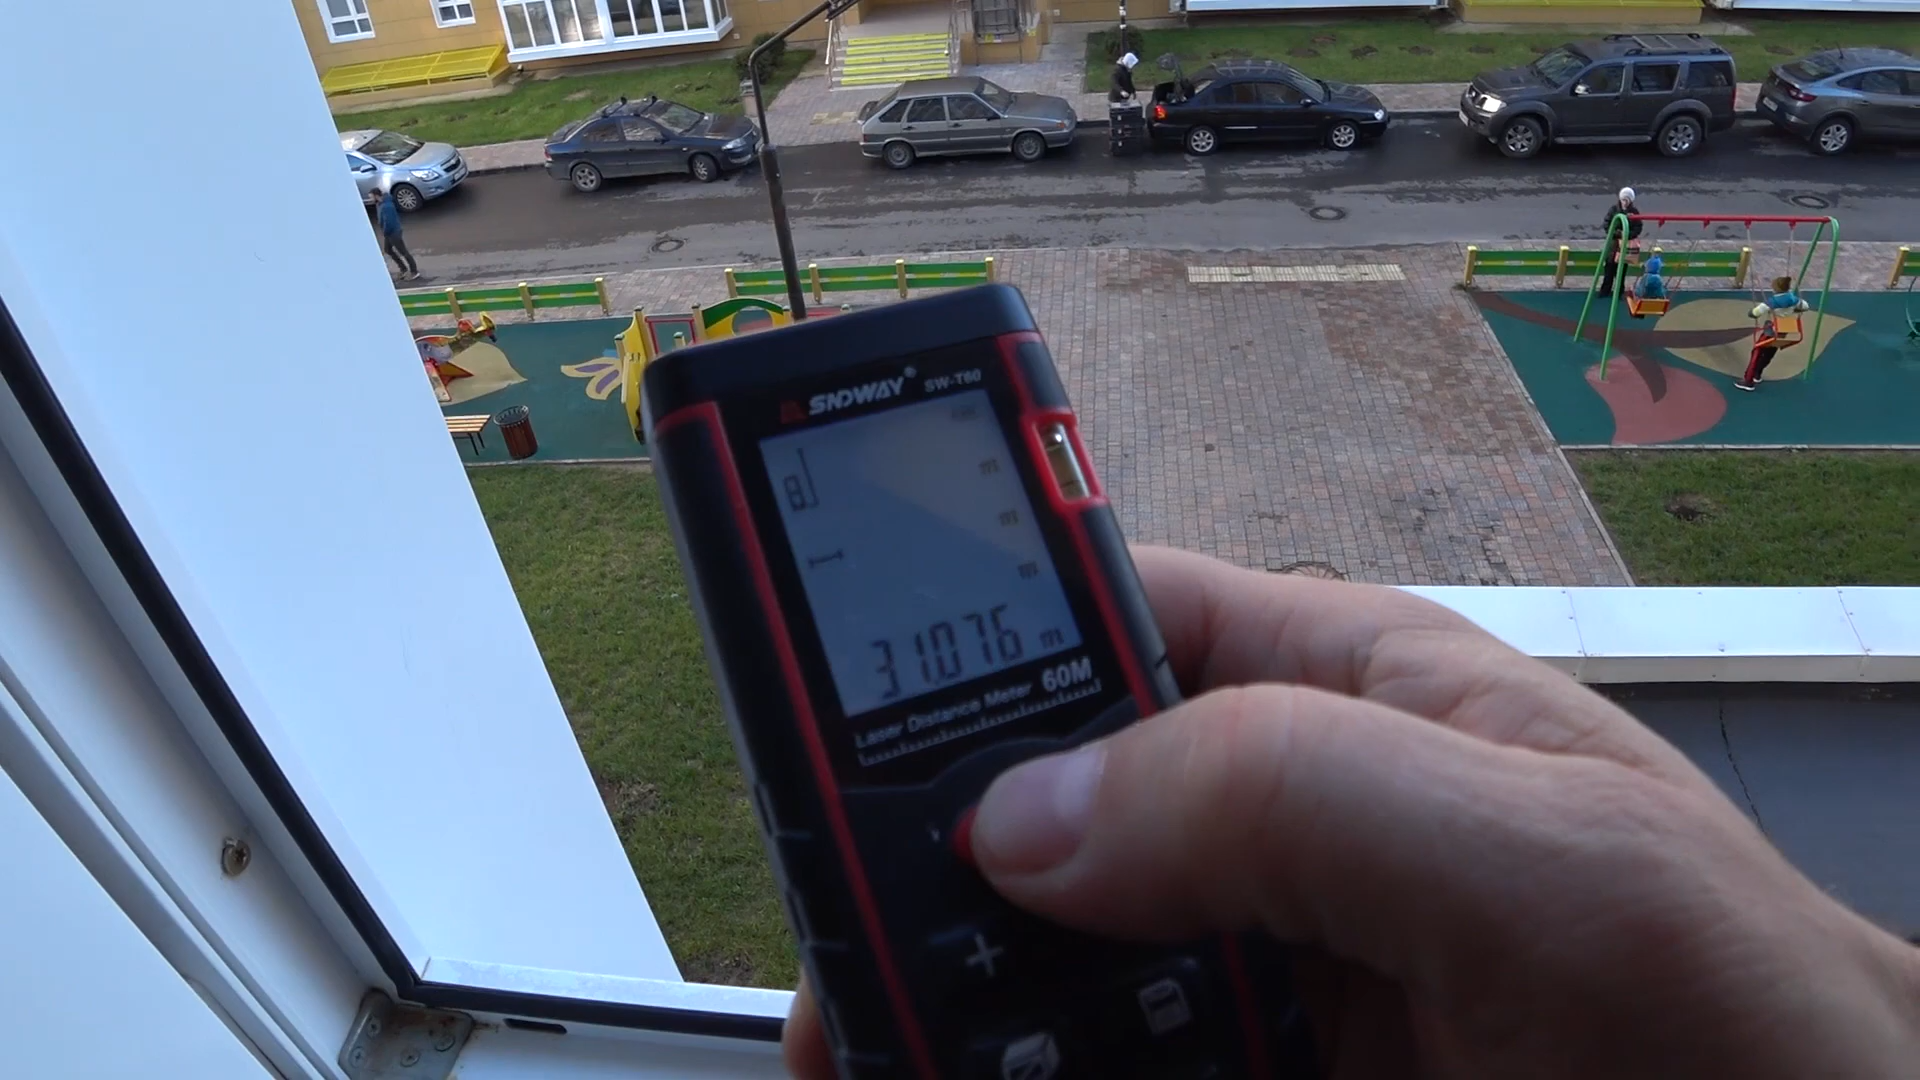 SNDWAY® SW-T60
m
m
m
31.076 m
Laser Distance Meter 60M